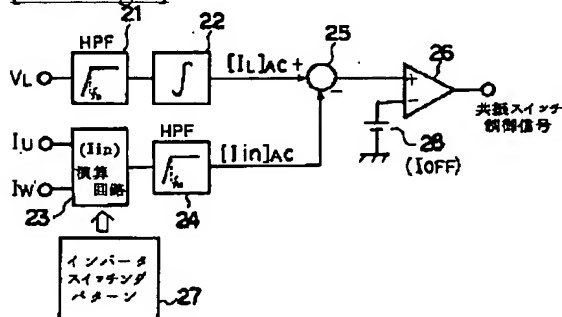 21
22
HPF
VL
fo
∫
[IL]AC +
25
26
−
+
−
共振スイッチ
制御信号
28
(IOFF)
IU
IW
(Iin)
演算
回路
23
HPF
24
[Iin]AC
インバータ
スイッチング
パターン
27